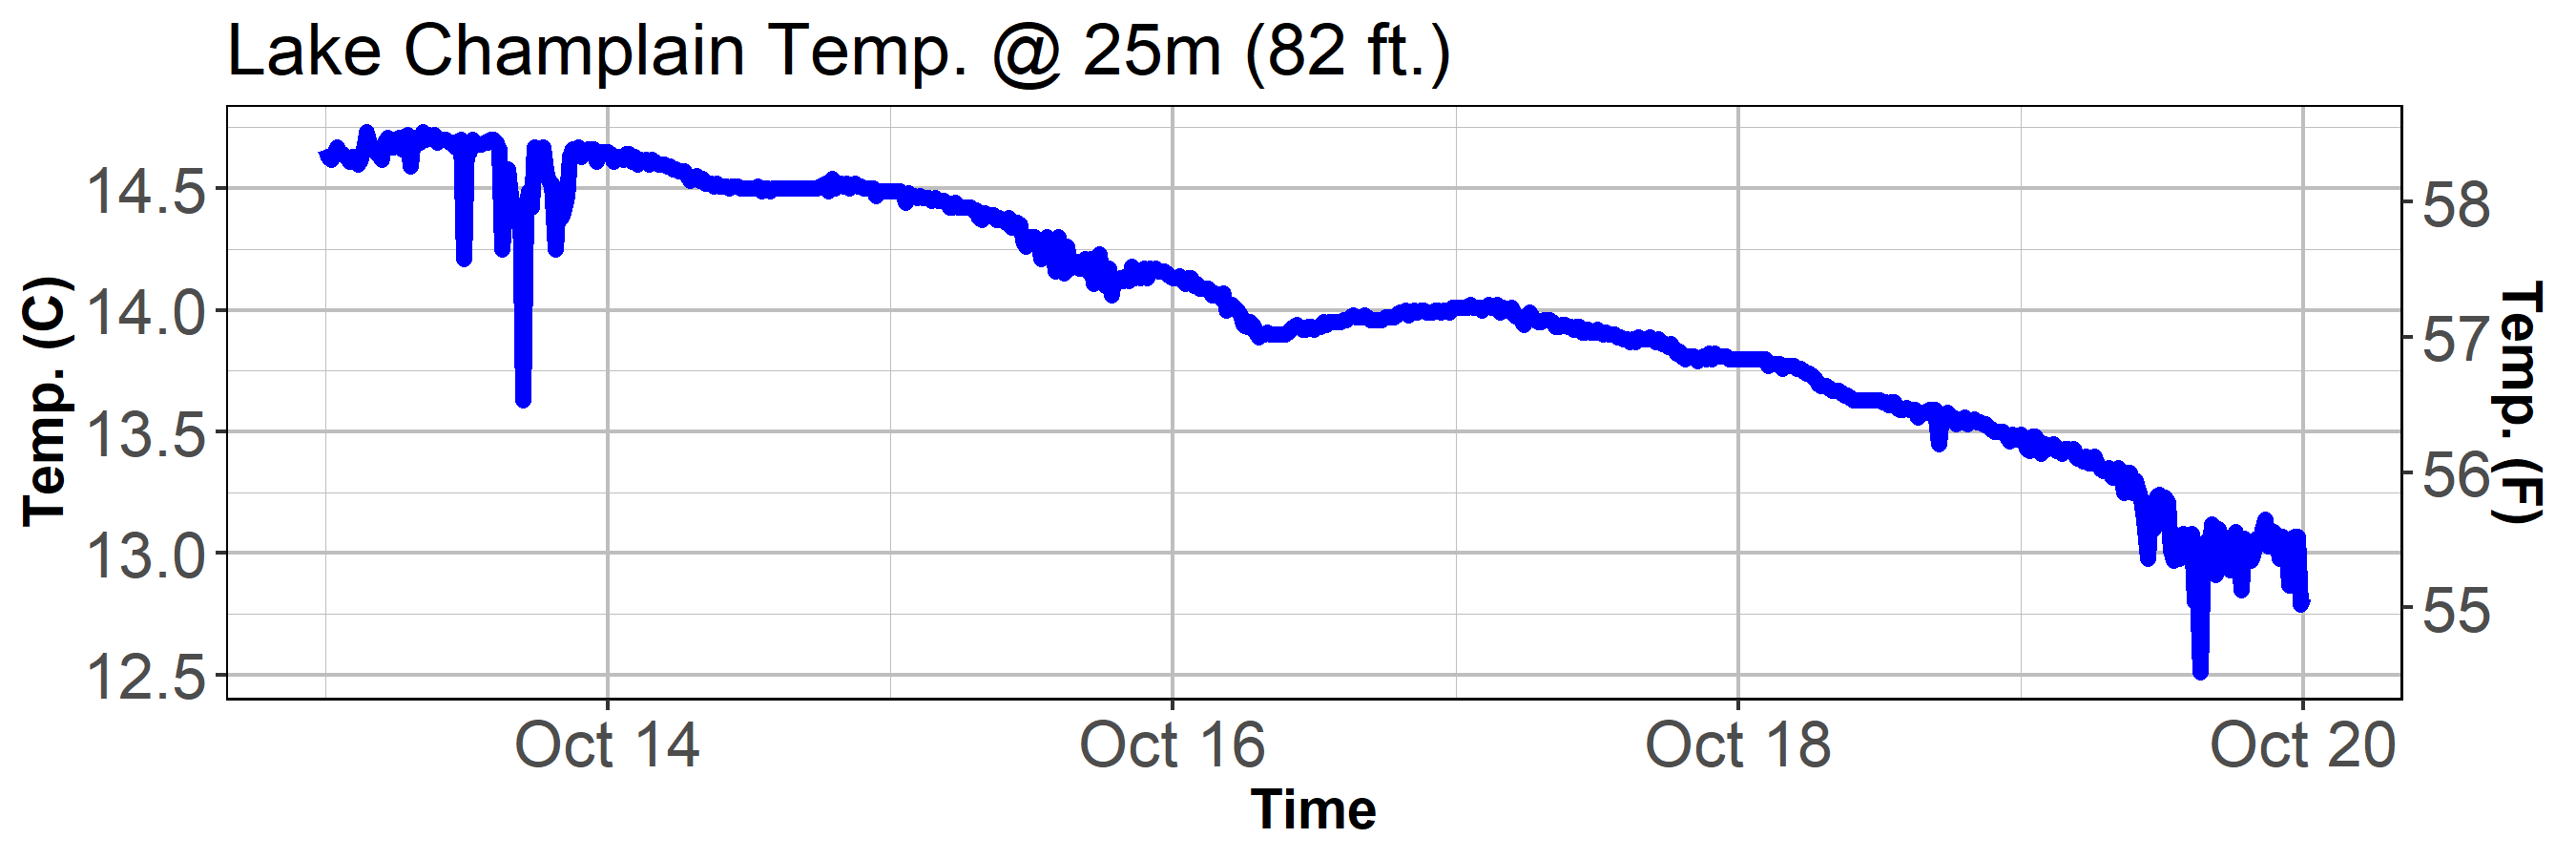 Lake Champlain Temp. @ 25m (82 ft.)
Temp. (C)
14.5
14.0
13.5
13.0
12.5
58
57
56
55
Temp. (F)
Oct 14
Oct 16
Oct 18
Oct 20
Time